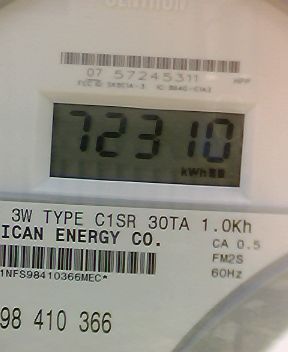 CENTRON
07 57245311
72310
kWh
3W TYPE C1SR 30TA 1.0Kh
ICAN ENERGY CO.
CA 0.5
FM2S
60Hz
1NFS98410366MEC*
98 410 366